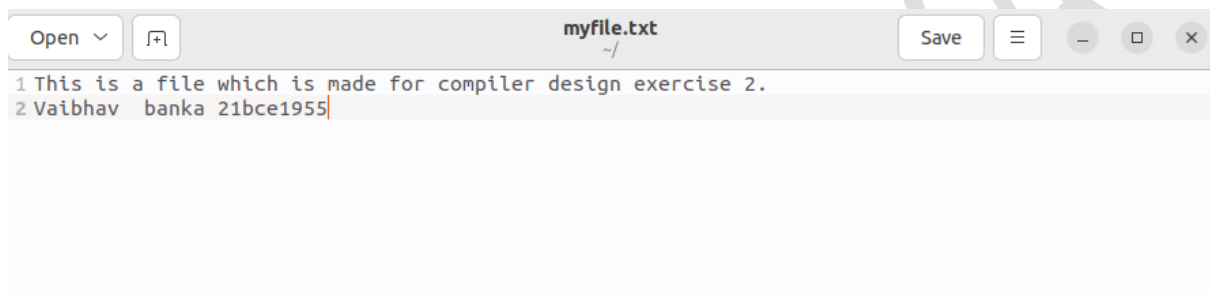 Open
myfile.txt
~/
Save
1 This is a file which is made for compiler design exercise 2.
2 Vaibhav  banka 21bce1955